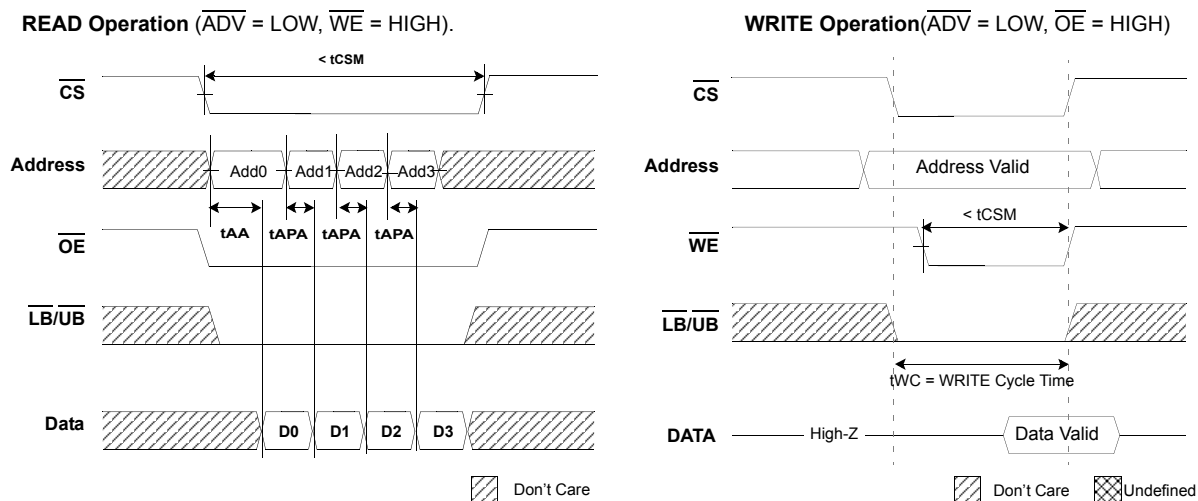 READ Operation (ADV = LOW, WE = HIGH).
< tCSM
CS
Address
Add0 Add1 Add2 Add3
tAA tAPA tAPA tAPA
OE
LB/UB
Data
D0 D1 D2 D3
Don't Care
WRITE Operation(ADV = LOW, OE = HIGH)
CS
Address
Address Valid
< tCSM
WE
LB/UB
tWC = WRITE Cycle Time
DATA
High-Z
Data Valid
Don't Care Undefined